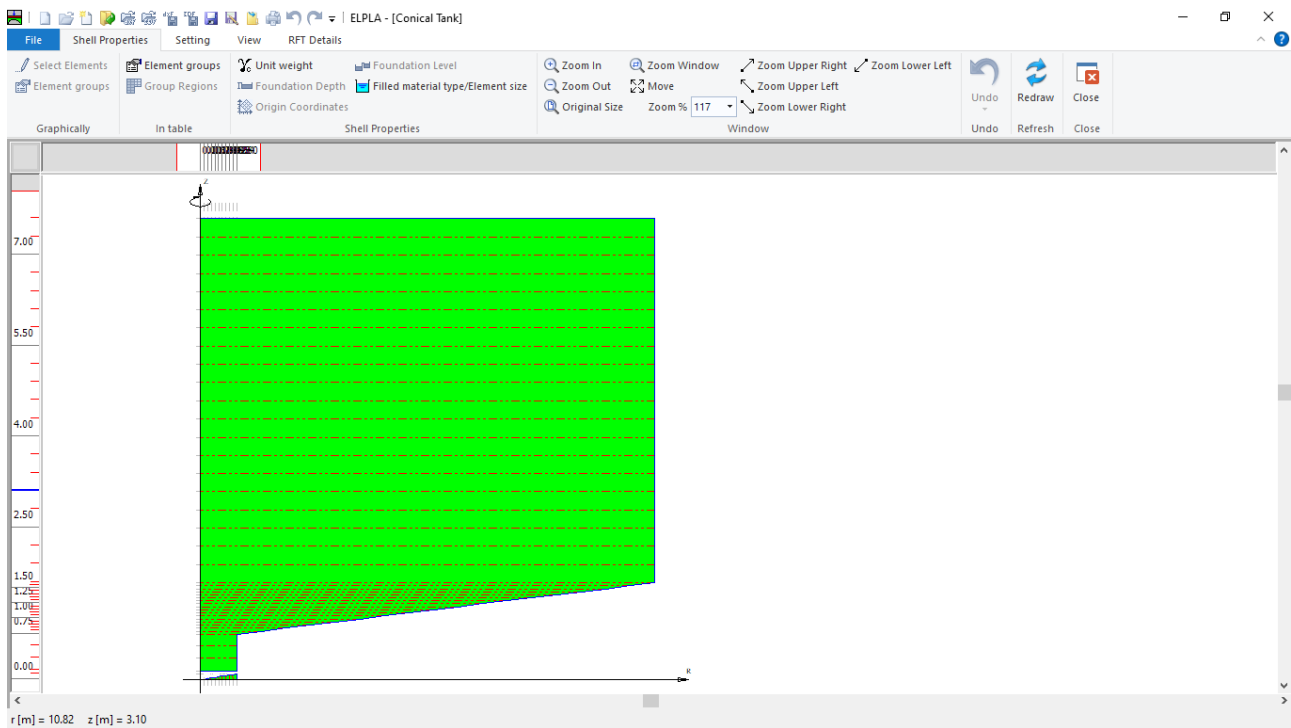 ELPLA - [Conical Tank]
File Shell Properties Setting View RFT Details
Select Elements Element groups Unit weight Foundation Level Zoom In Zoom Window Zoom Upper Right Zoom Lower Left
Element groups Group Regions Foundation Depth Filled material type/Element size Zoom Out Move Zoom Upper Left Undo Redraw Close
Origin Coordinates Original Size Zoom % 117 Zoom Lower Right
Graphically In table Shell Properties Window Undo Refresh Close
Z
7.00
5.50
4.00
2.50
1.50
1.25
1.00
0.75
0.00
R
r [m] = 10.82 z [m] = 3.10